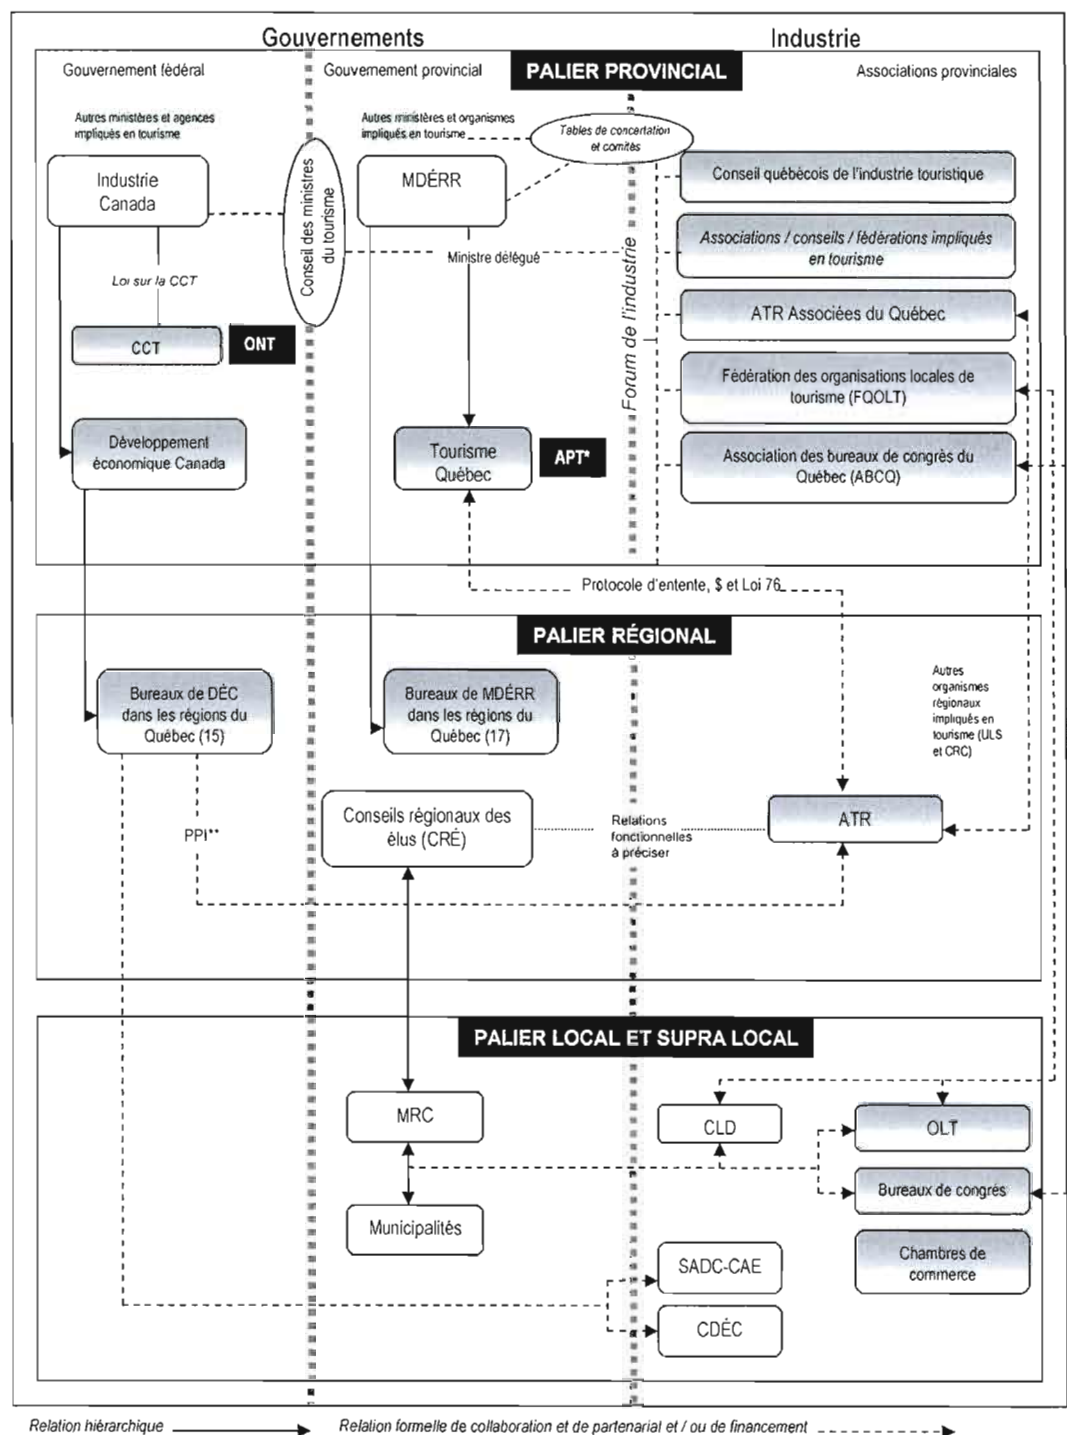 Gouvernements
Industrie
Gouvernement fédéral
Gouvernement provincial
PALIER PROVINCIAL
Associations provinciales
Autres ministères et agences
impliqués en tourisme
Autres ministères et organismes
impliqués en tourisme
Tables de concertation
et comités
Industrie
Canada
Conseil des ministres
du tourisme
MDÉRR
Conseil québécois de l'industrie touristique
Associations / conseils / fédérations impliqués
en tourisme
Ministre délégué
Loi sur la CCT
Forum de l'industrie
ATR Associées du Québec
CCT
ONT
Fédération des organisations locales de
tourisme (FQOLT)
Développement
économique Canada
Tourisme
Québec
APT*
Association des bureaux de congrès du
Québec (ABCQ)
Protocole d'entente, $ et Loi 76
PALIER RÉGIONAL
Bureaux de DÉC
dans les régions du
Québec (15)
Bureaux de MDÉRR
dans les régions du
Québec (17)
Autres
organismes
régionaux
impliqués en
tourisme (ULS
et CRC)
PPI**
Conseils régionaux des
élus (CRÉ)
Relations
fonctionnelles
à préciser
ATR
PALIER LOCAL ET SUPRA LOCAL
MRC
CLD
OLT
Bureaux de congrès
Municipalités
Chambres de
commerce
SADC-CAE
CDÉC
Relation hiérarchique
Relation formelle de collaboration et de partenariat et / ou de financement